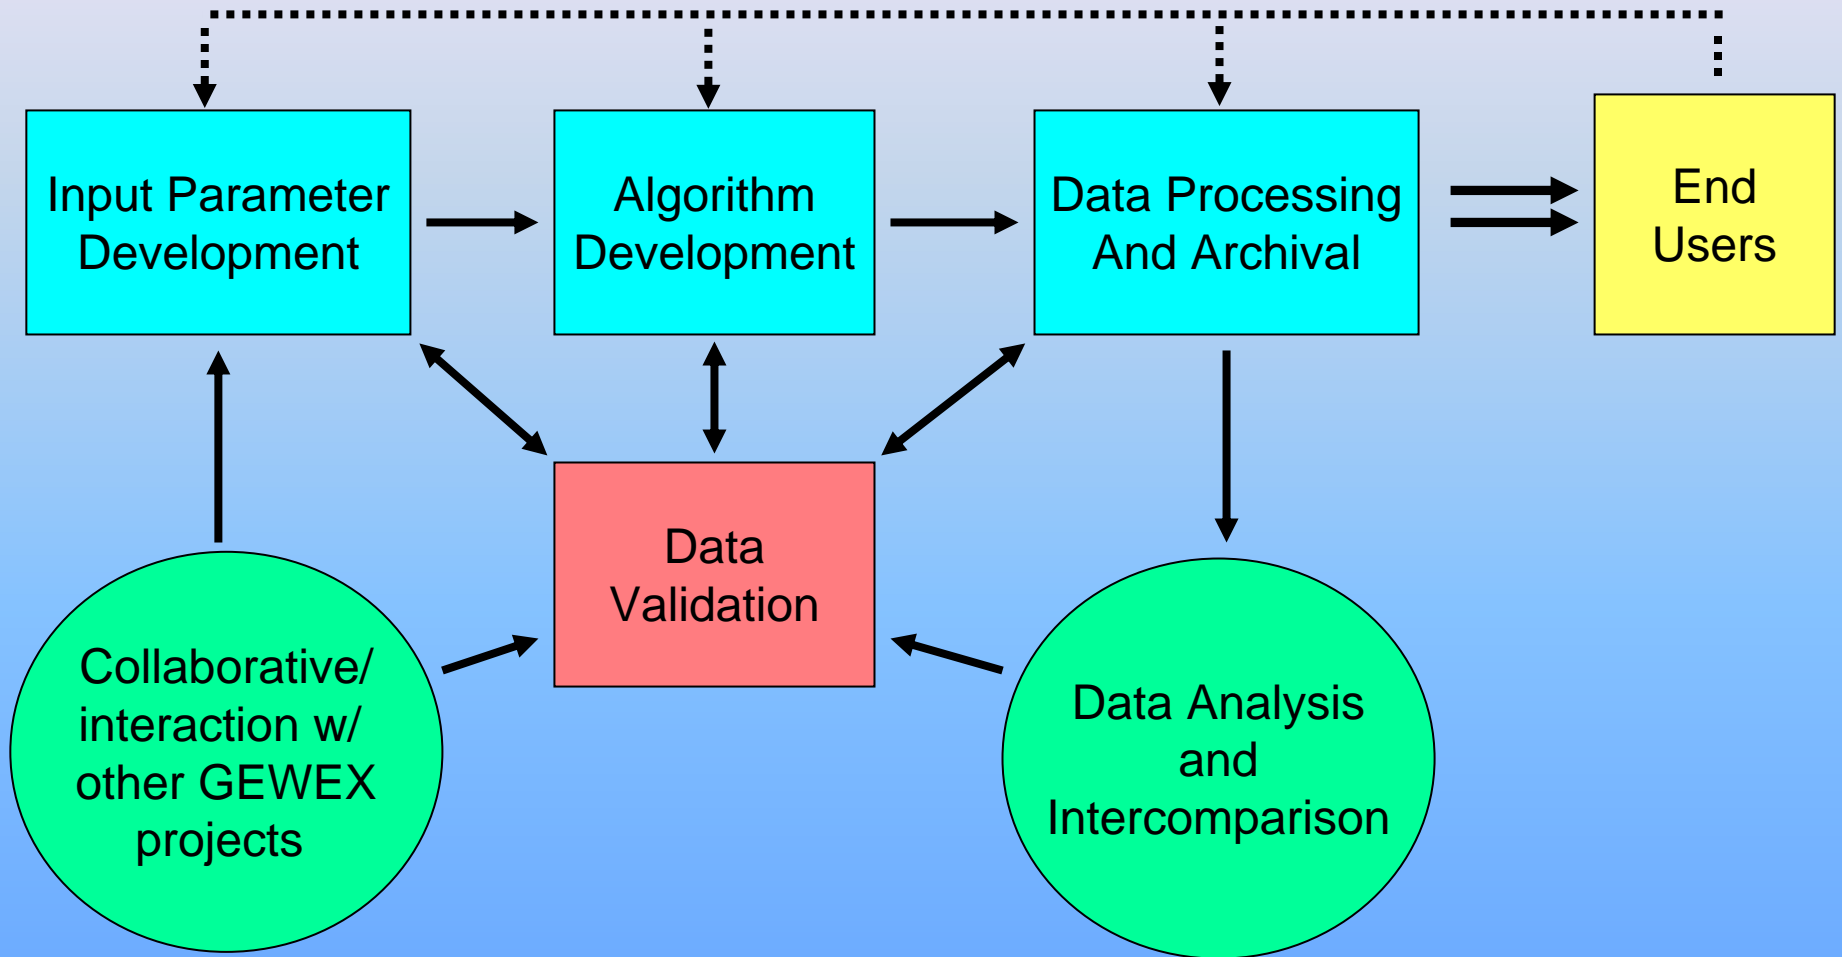 Input Parameter
Development
Algorithm
Development
Data Processing
And Archival
End
Users
Data
Validation
Collaborative/
interaction w/
other GEWEX
projects
Data Analysis
and
Intercomparison